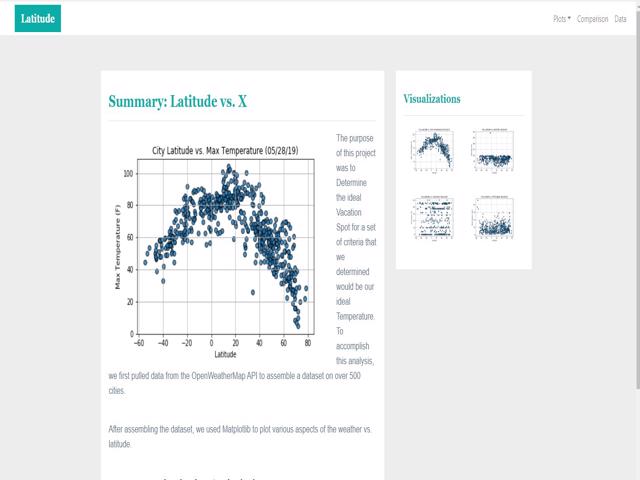 Latitude
Plots Comparison Data
Summary: Latitude vs. X
City Latitude vs. Max Temperature (05/28/19)
100
80
60
40
20
0
−60 −40 −20 0 20 40 60 80
Max Temperature (F)
Latitude
The purpose
of this project
was to
Determine
the ideal
Vacation
Spot for a set
of criteria that
we
determined
would be our
ideal
Temperature.
To
accomplish
this analysis,
we first pulled data from the OpenWeatherMap API to assemble a dataset on over 500
cities.
After assembling the dataset, we used Matplotlib to plot various aspects of the weather vs.
latitude.
Visualizations